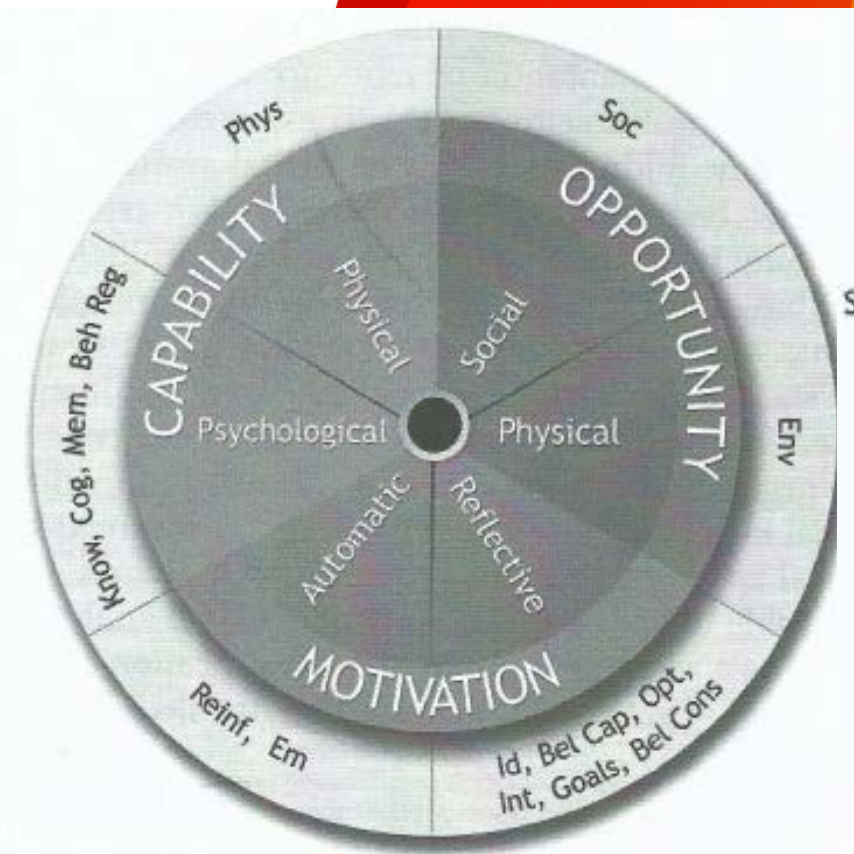 Phys
Soc
CAPABILITY
OPPORTUNITY
Physical
Social
Know, Cog, Mem, Beh Reg
Psychological
Physical
Env
Automatic
Reflective
MOTIVATION
Reinf, Em
Id, Bel Cap, Opt,
Int, Goals, Bel Cons
S